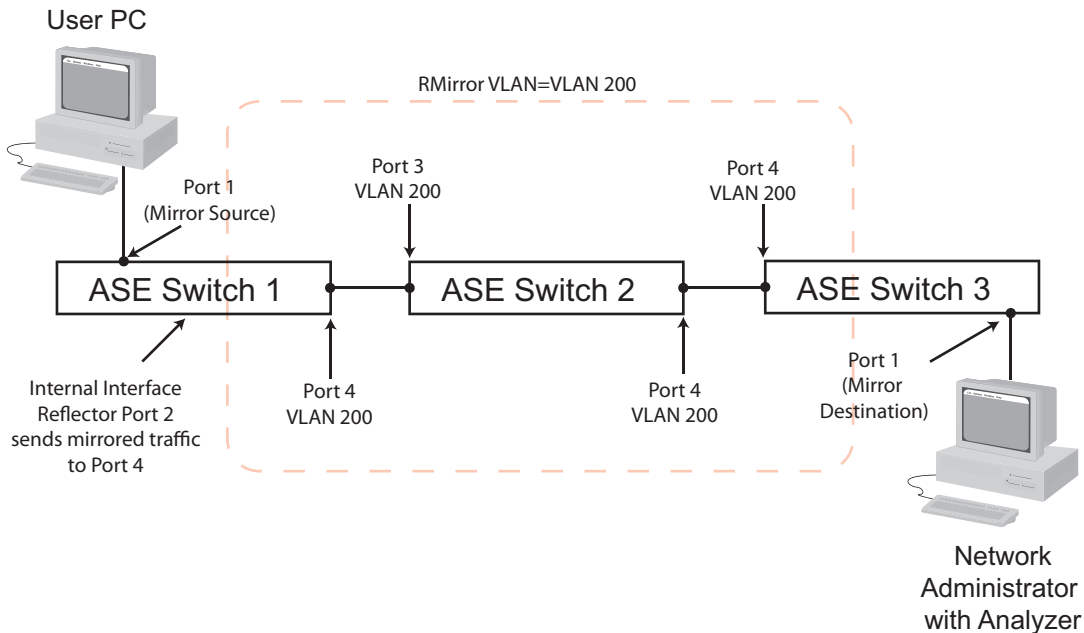 User PC
RMirror VLAN=VLAN 200
Port 1
(Mirror Source)
Port 3
VLAN 200
Port 4
VLAN 200
ASE Switch 1
ASE Switch 2
ASE Switch 3
Internal Interface
Reflector Port 2
sends mirrored traffic
to Port 4
Port 4
VLAN 200
Port 4
VLAN 200
Port 1
(Mirror
Destination)
Network
Administrator
with Analyzer